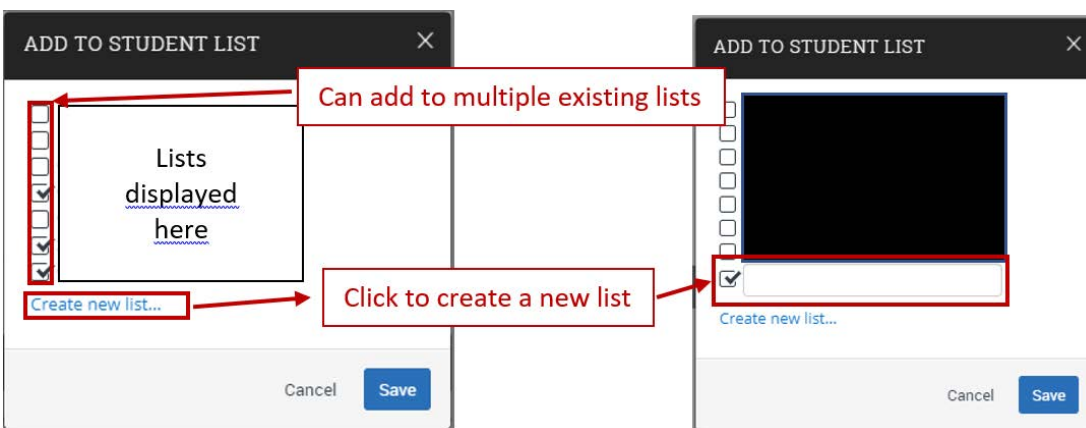 ADD TO STUDENT LIST
Can add to multiple existing lists
Lists
displayed
here
Create new list...
Click to create a new list
Cancel
Save
ADD TO STUDENT LIST
Create new list...
Cancel
Save